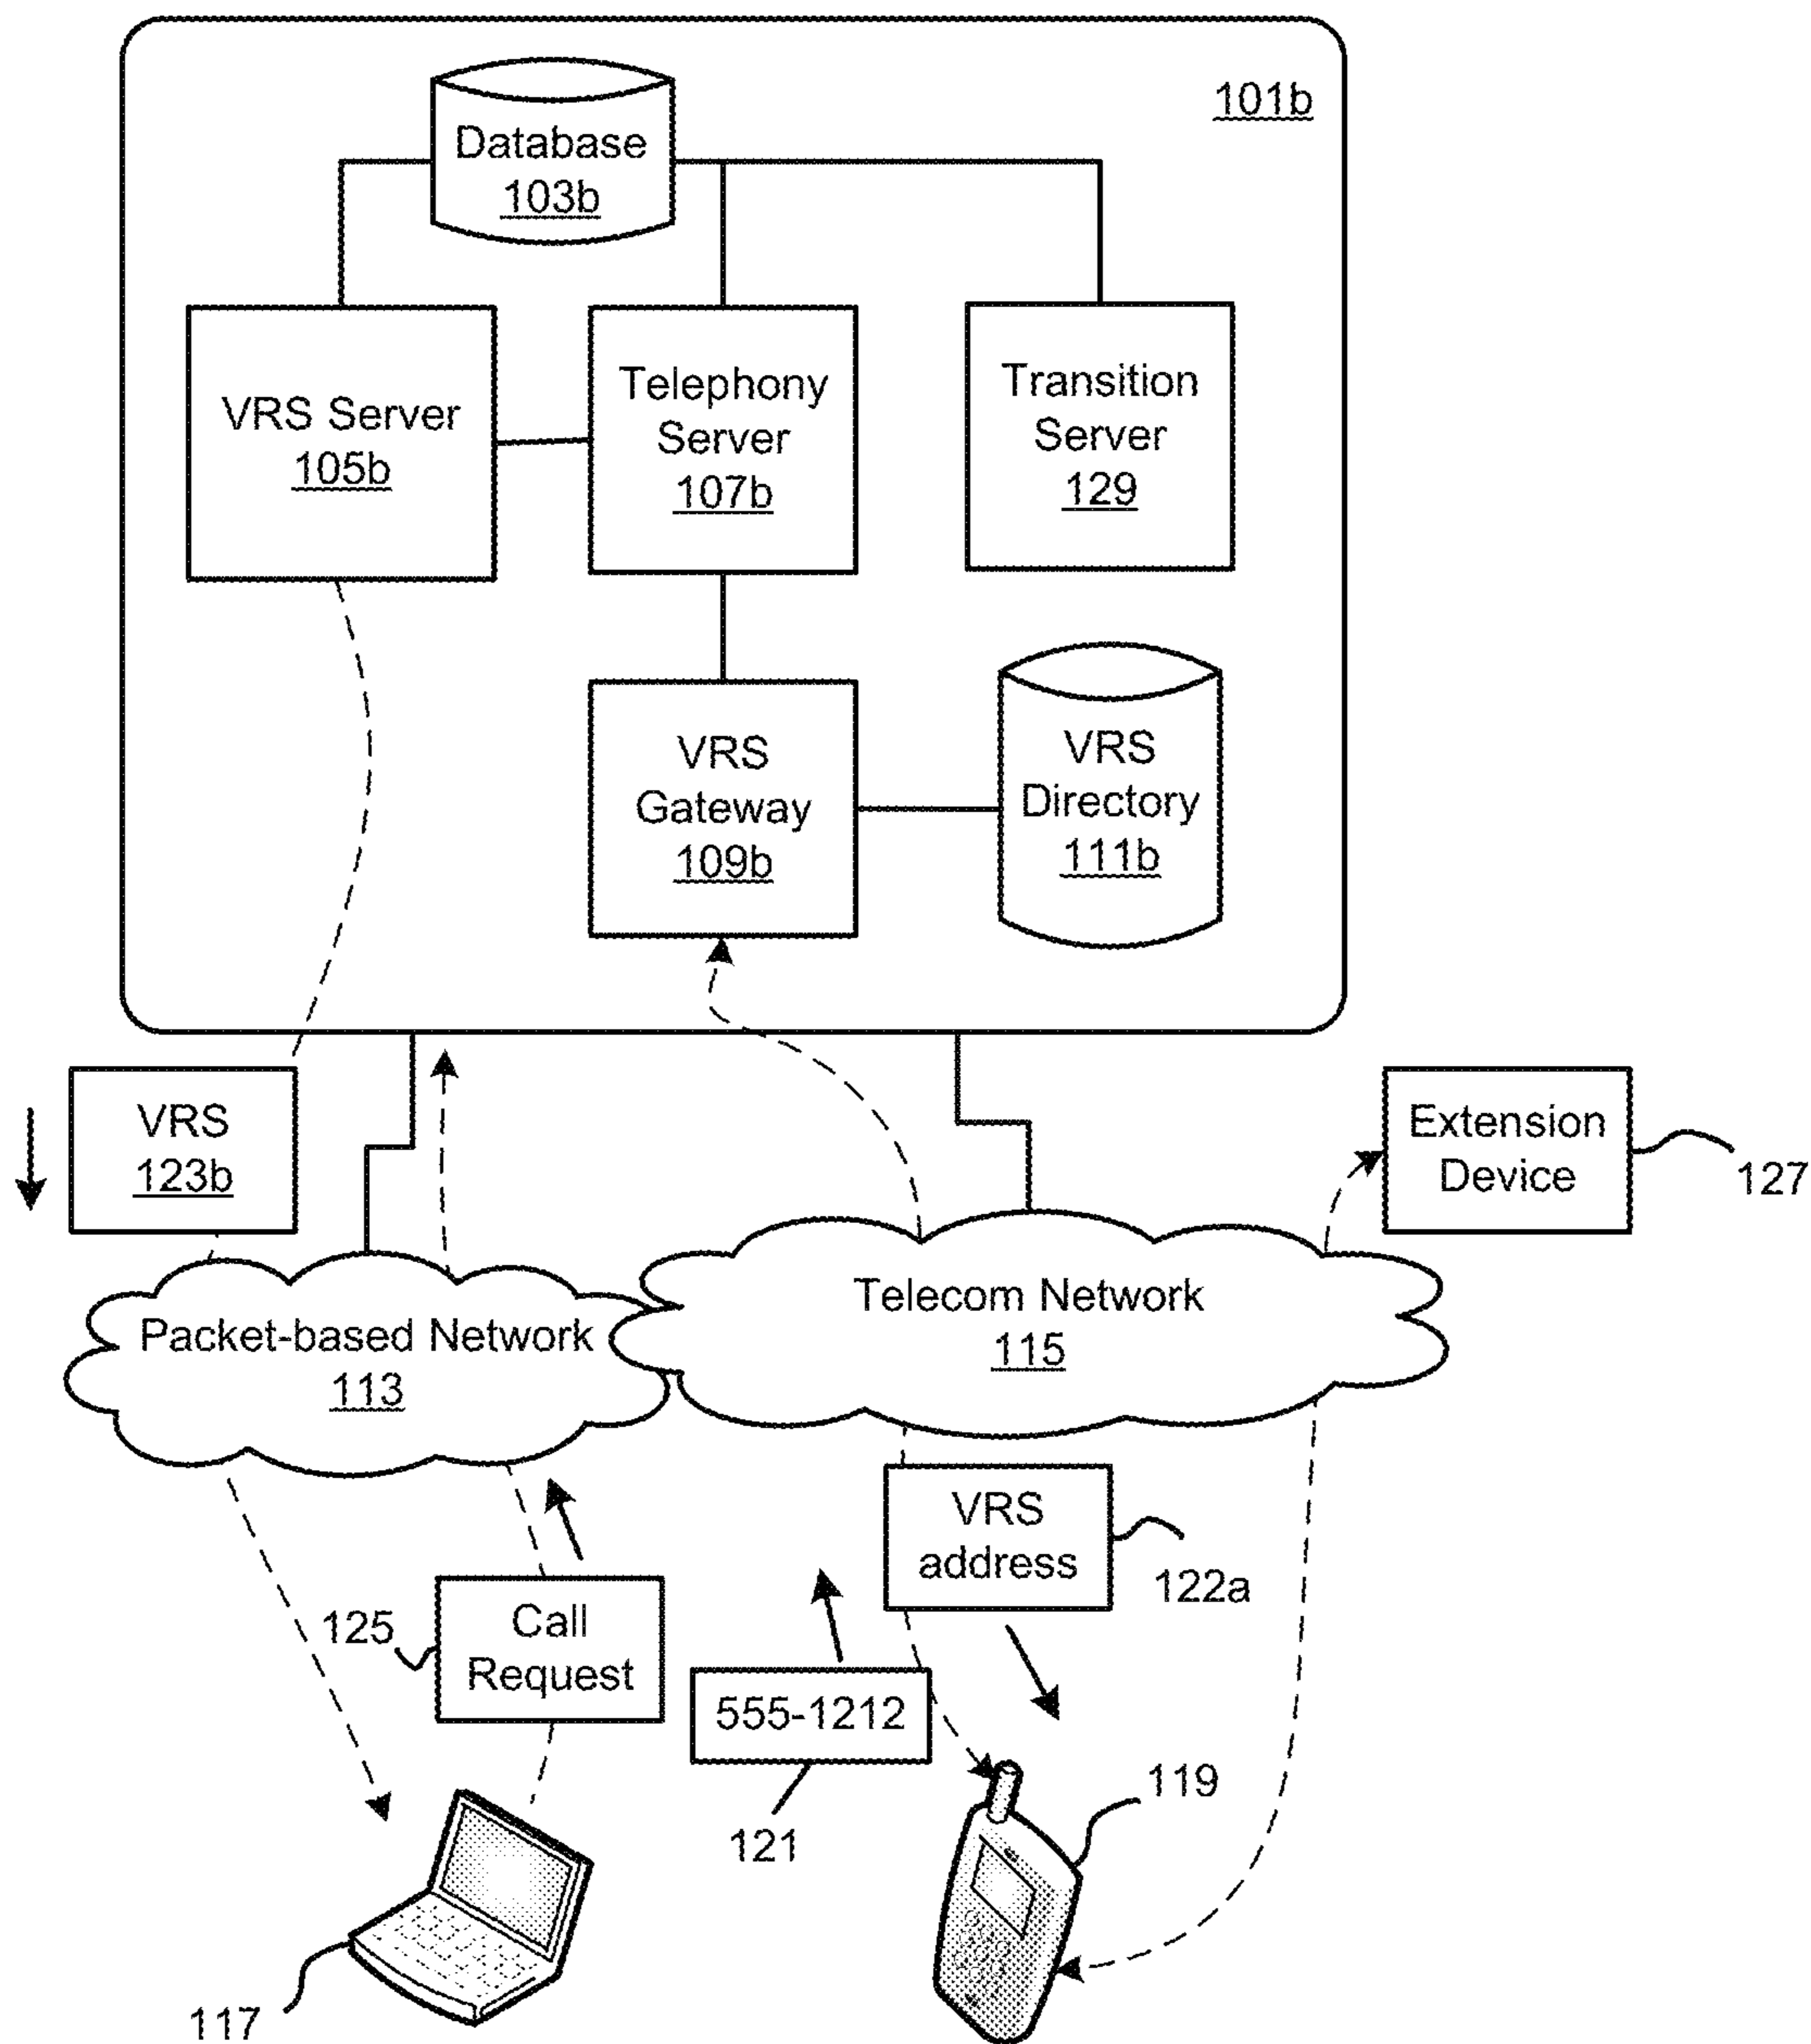 101b
Database
103b
VRS Server
105b
Telephony
Server
107b
Transition
Server
129
VRS
Gateway
109b
VRS
Directory
111b
VRS
123b
Extension
Device
127
Packet-based Network
113
Telecom Network
115
VRS
address
122a
125
Call
Request
555-1212
121
119
117